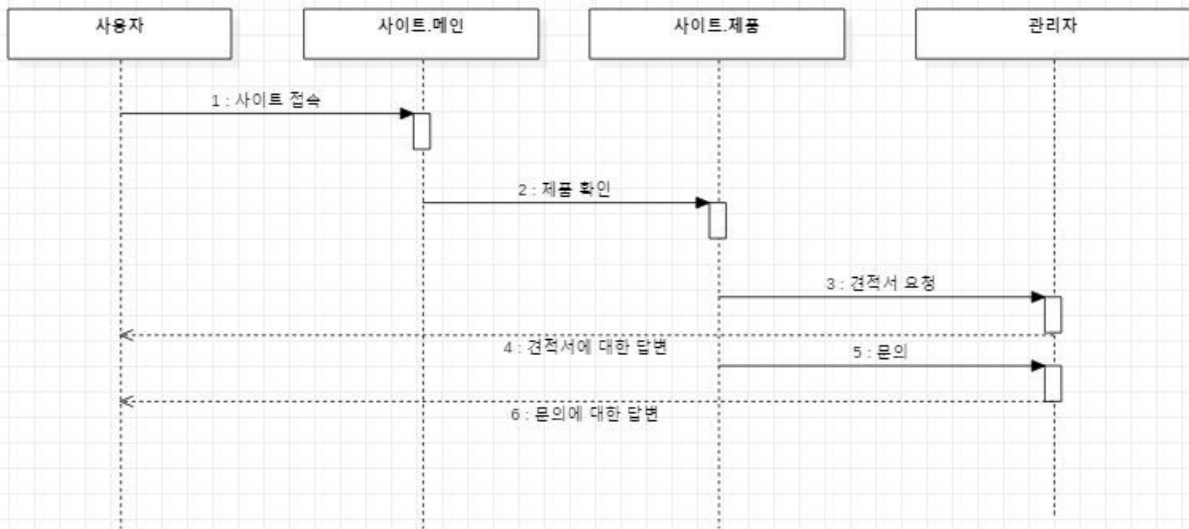 사용자
사이트.메인
사이트.제품
관리자
1 : 사이트 접속
2 : 제품 확인
3 : 견적서 요청
4 : 견적서에 대한 답변
5 : 문의
6 : 문의에 대한 답변